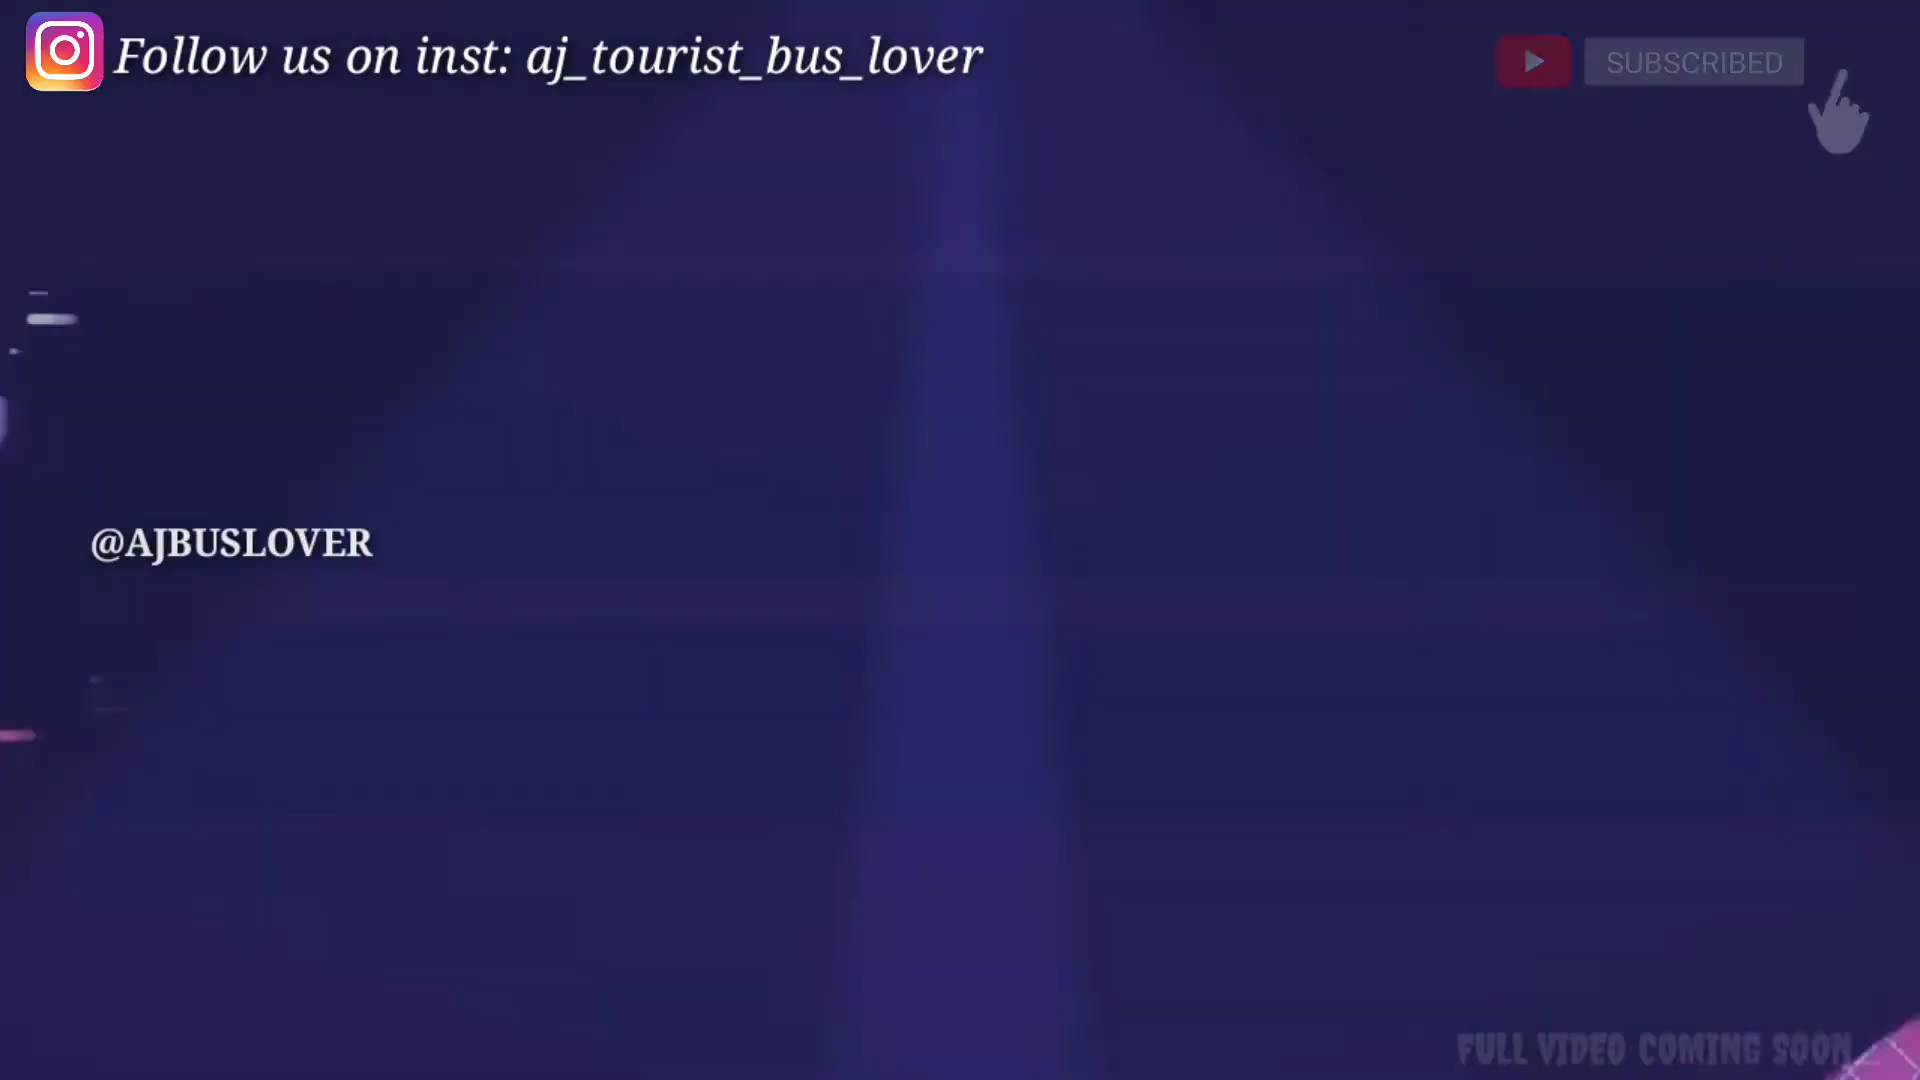 Follow us on inst: aj_tourist_bus_lover
SUBSCRIBED
@AJBUSLOVER
FULL VIDEO COMING SOON